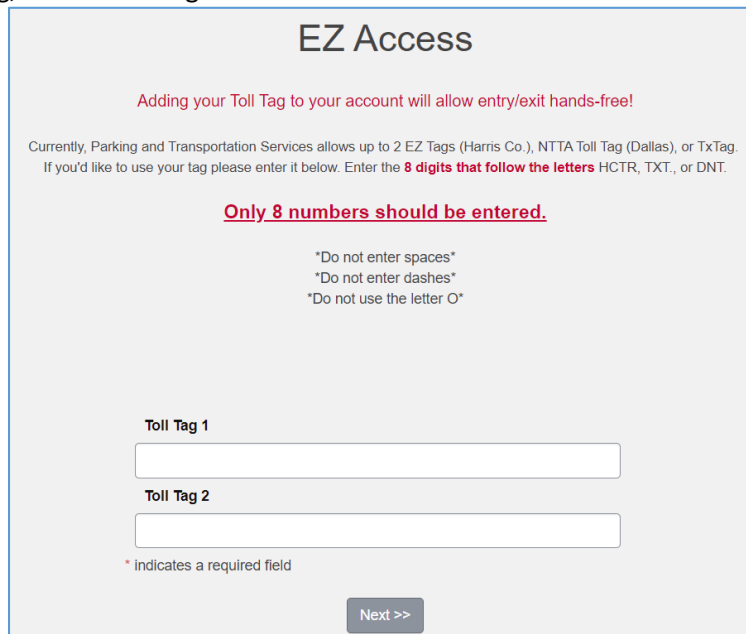 EZ Access
Adding your Toll Tag to your account will allow entry/exit hands-free!
Currently, Parking and Transportation Services allows up to 2 EZ Tags (Harris Co.), NTTA Toll Tag (Dallas), or TxTag.
If you'd like to use your tag please enter it below. Enter the 8 digits that follow the letters HCTR, TXT., or DNT.
Only 8 numbers should be entered.
*Do not enter spaces*
*Do not enter dashes*
*Do not use the letter O*
Toll Tag 1
Toll Tag 2
* indicates a required field
Next >>